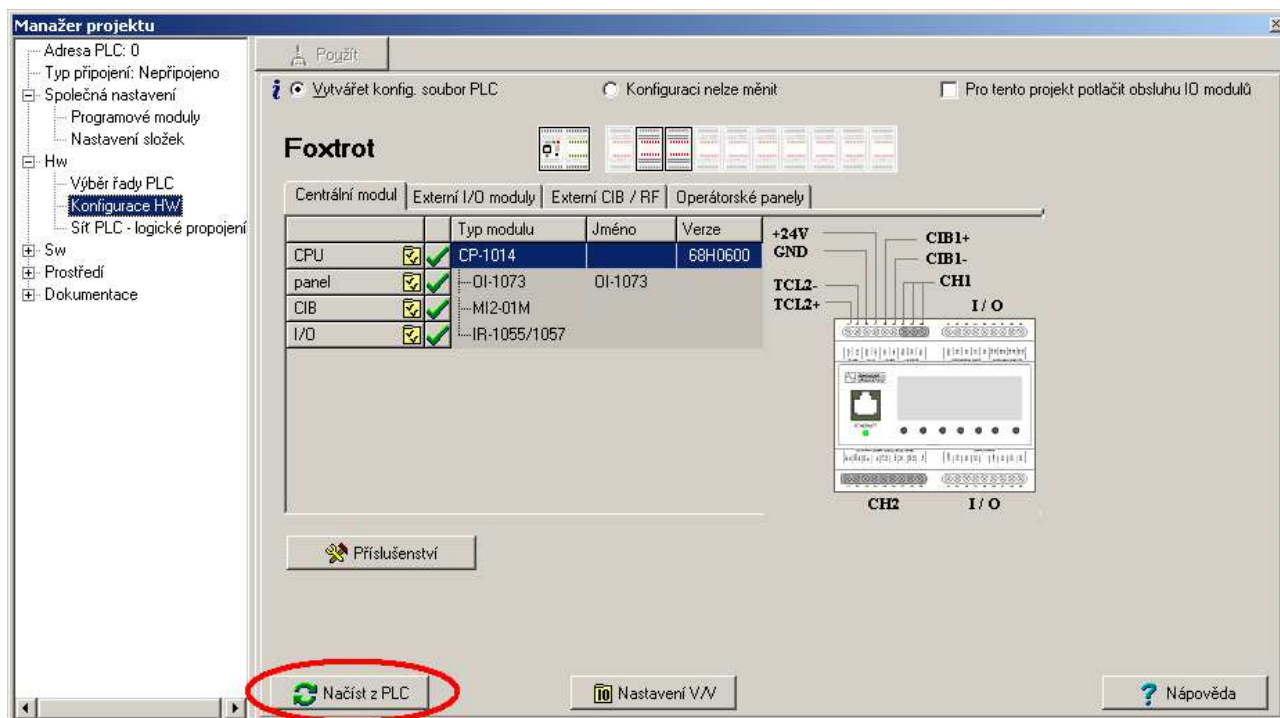 Manažer projektu
Adresa PLC: 0
Typ připojení: Nepřipojeno
Společná nastavení
Programové moduly
Nastavení složek
Hw
Výběr řady PLC
Konfigurace HW
Síť PLC - logické propojení
Sw
Prostředí
Dokumentace
Použít
Vytvářet konfig. soubor PLC
Konfiguraci nelze měnit
Pro tento projekt potlačit obsluhu IO modulů
Foxtrot
Centrální modul Externí I/O moduly Externí CIB / RF Operátorské panely
Typ modulu Jméno Verze
CPU CP-1014 68H0600
panel OI-1073 OI-1073
CIB MI2-01M
I/O IR-1055/1057
+24V
GND
TCL2-
TCL2+
CIB1+
CIB1-
CH1
I / O
CH2
I / O
Příslušenství
Načíst z PLC
Nastavení V/V
Nápověda